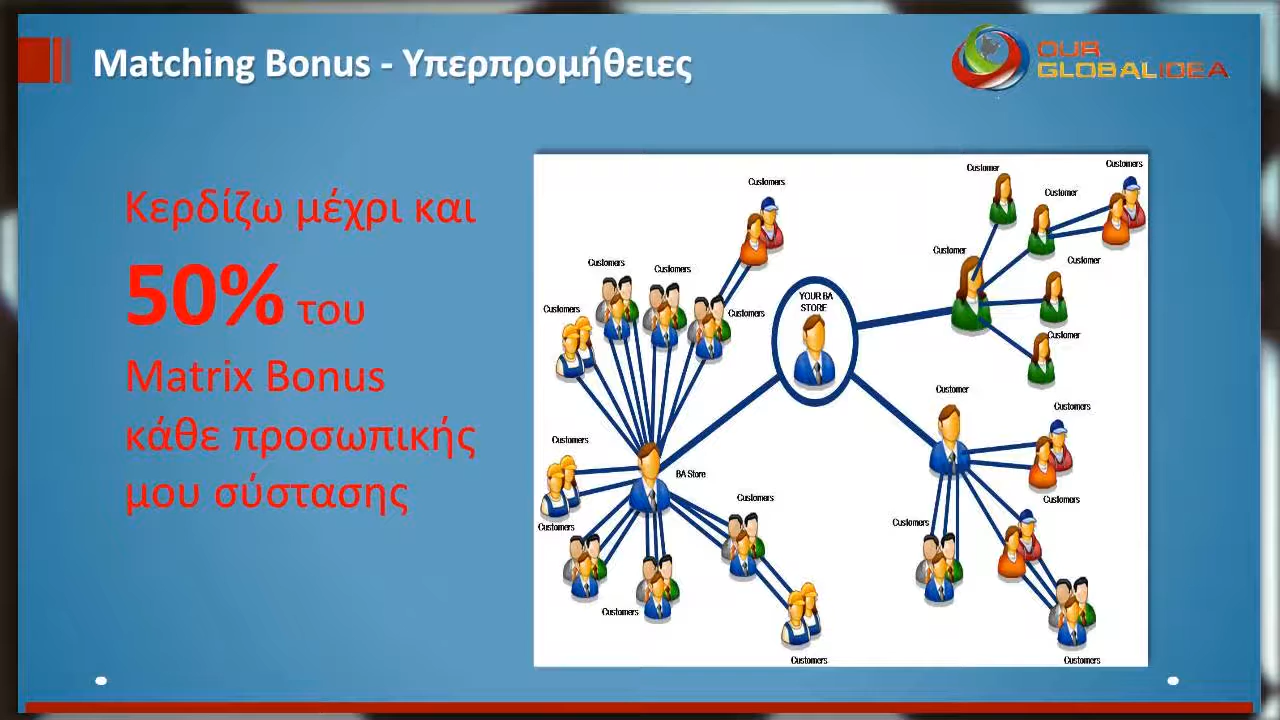 Matching Bonus - Υπερπρομήθειες
OUR
GLOBALIDEA
Κερδίζω μέχρι και
50% του
Matrix Bonus
κάθε προσωπικής
μου σύστασης
Customers
Customer
Customers
Customer
Customer
Customers
Customers
Customer
YOUR BA
STORE
Customers
Customers
Customer
Customer
Customers
Customers
BA Store
Customers
Customers
Customers
Customers
Customers
Customers
Customers